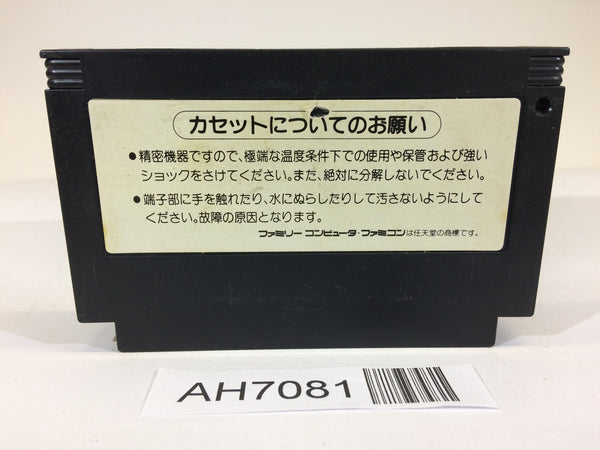 カセットについてのお願い
●精密機器ですので、極端な温度条件下での使用や保管および強い
ショックをさけてください。また、絶対に分解しないでください。
●端子部に手を触れたり、水にぬらしたりして汚さないようにして
ください。故障の原因となります。
ファミリー コンピュータ・ファミコンは任天堂の商標です。
AH7081